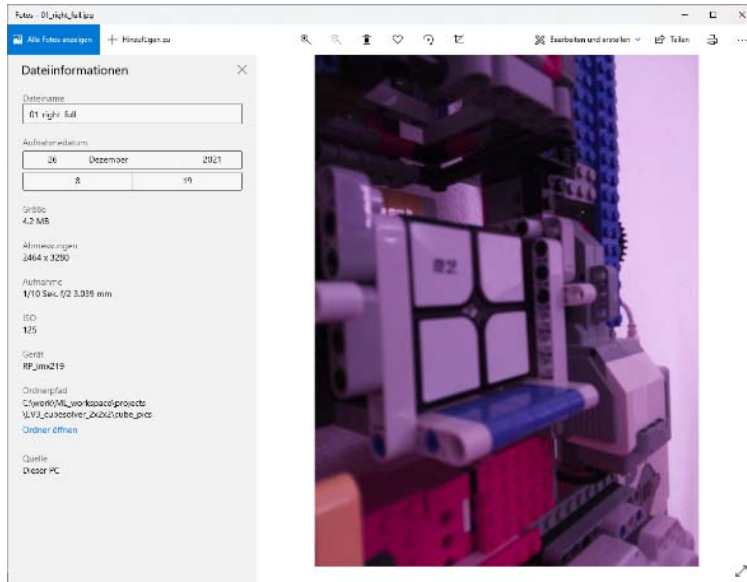 Fotos - 01_right_full.jpg
Alle Fotos anzeigen
Hinzufügen zu
Bearbeiten und erstellen
Teilen
Dateiinformationen
Dateiname
01_right_full
Aufnahmedatum
26 Dezember 2021
8 19
Größe
4.2 MB
Abmessungen
2464 x 3280
Aufnahme
1/10 Sek. f/2 3.039 mm
ISO
125
Gerät
RP_imx219
Ordnerpfad
C:\work\ML_workspace\projects
\EV3_cubesolver_2x2x2\cube_pics
Ordner öffnen
Quelle
Dieser PC